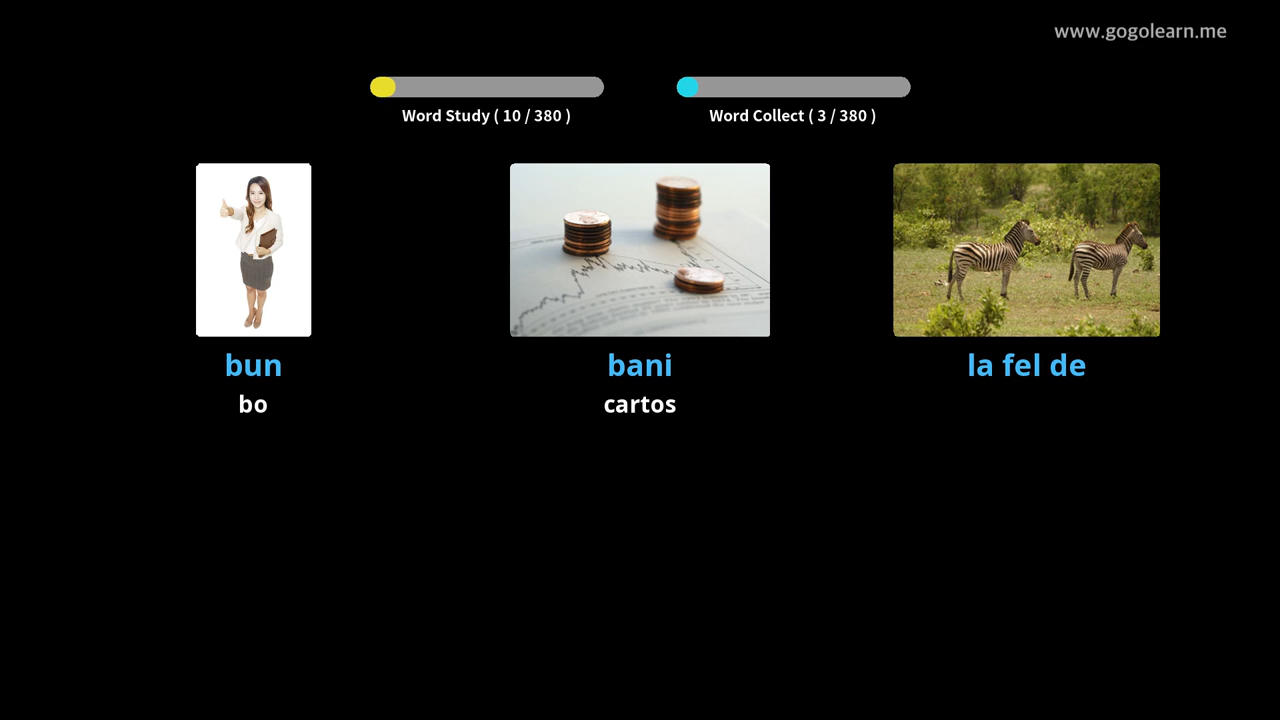 www.gogolearn.me
Word Study ( 10 / 380 )
Word Collect ( 3 / 380 )
bun
bani
la fel de
bo
cartos